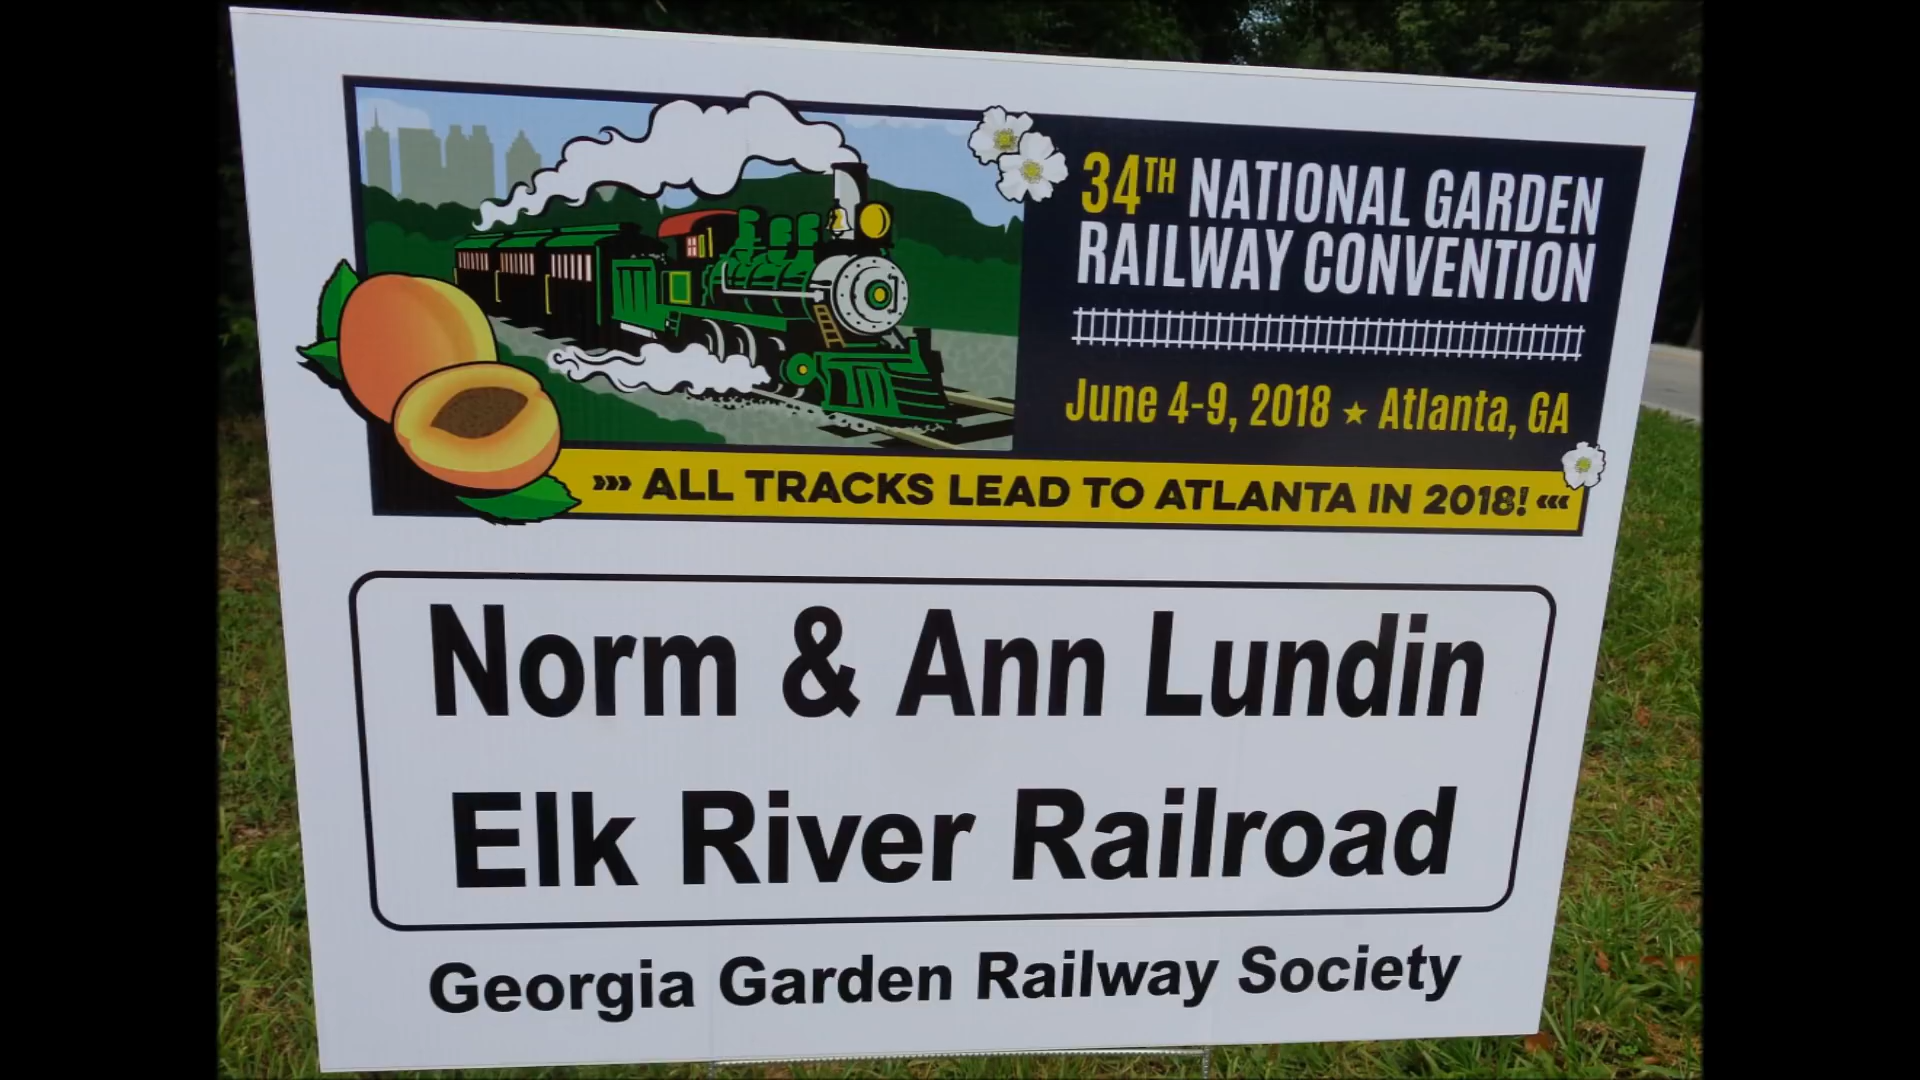 34TH NATIONAL GARDEN
RAILWAY CONVENTION
June 4-9, 2018 ★ Atlanta, GA
»» ALL TRACKS LEAD TO ATLANTA IN 2018! ««
Norm & Ann Lundin
Elk River Railroad
Georgia Garden Railway Society